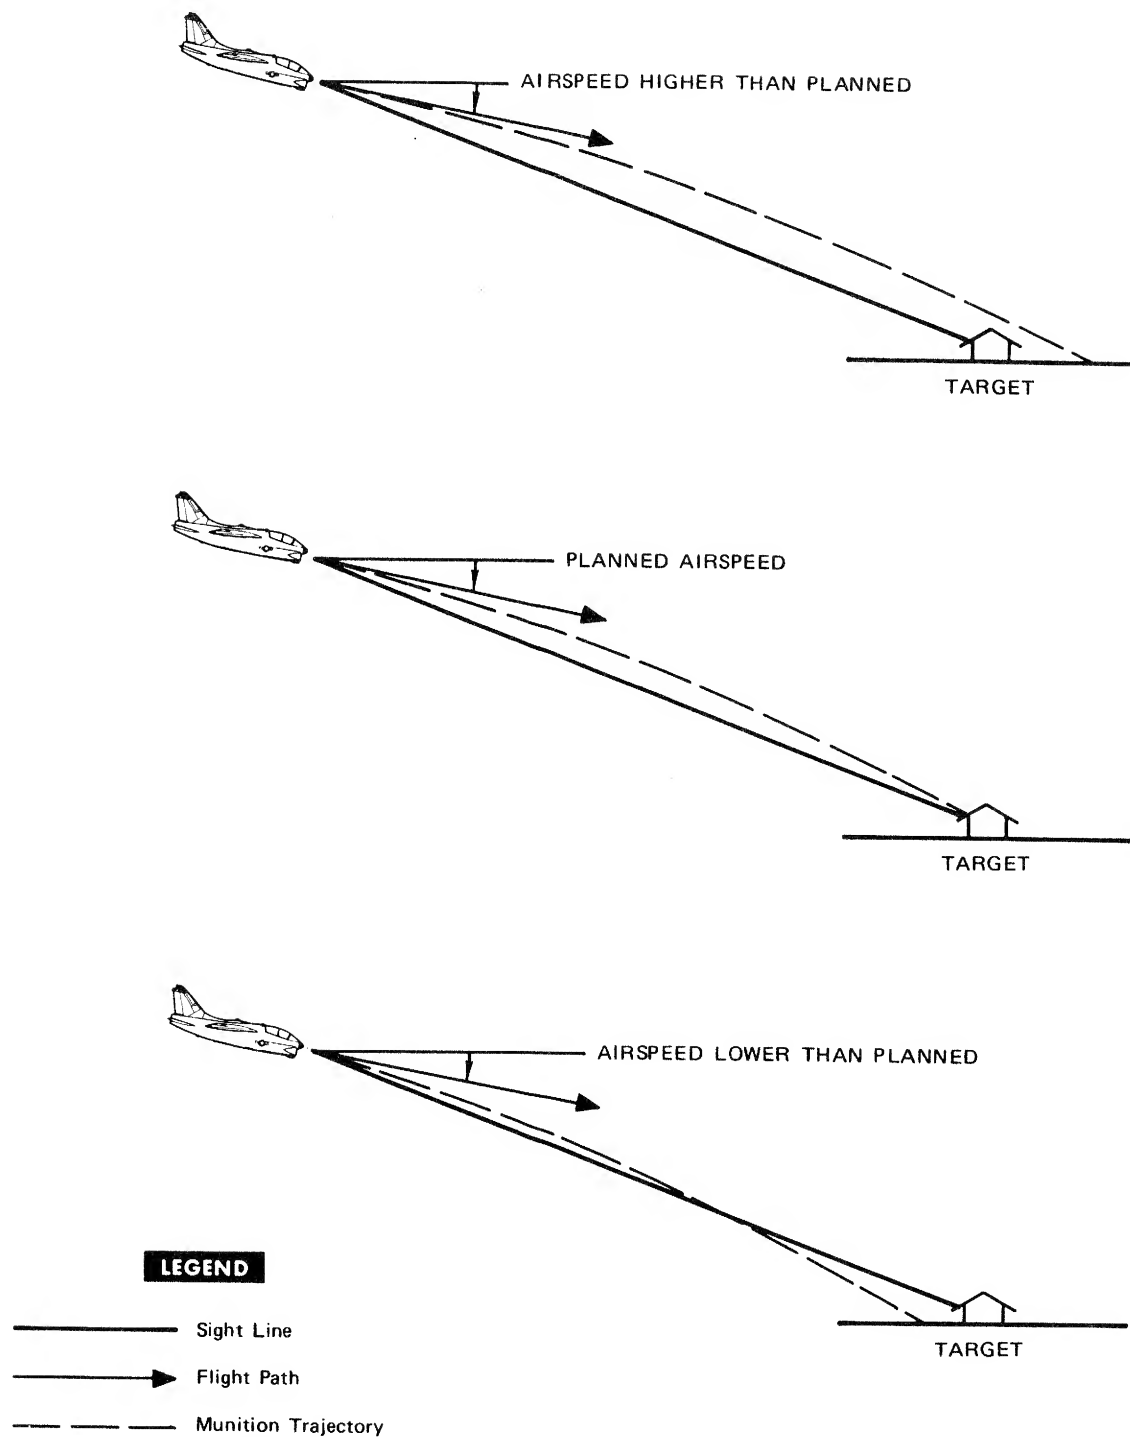 AIRSPEED HIGHER THAN PLANNED
TARGET
PLANNED AIRSPEED
TARGET
AIRSPEED LOWER THAN PLANNED
TARGET
LEGEND
Sight Line
Flight Path
Munition Trajectory